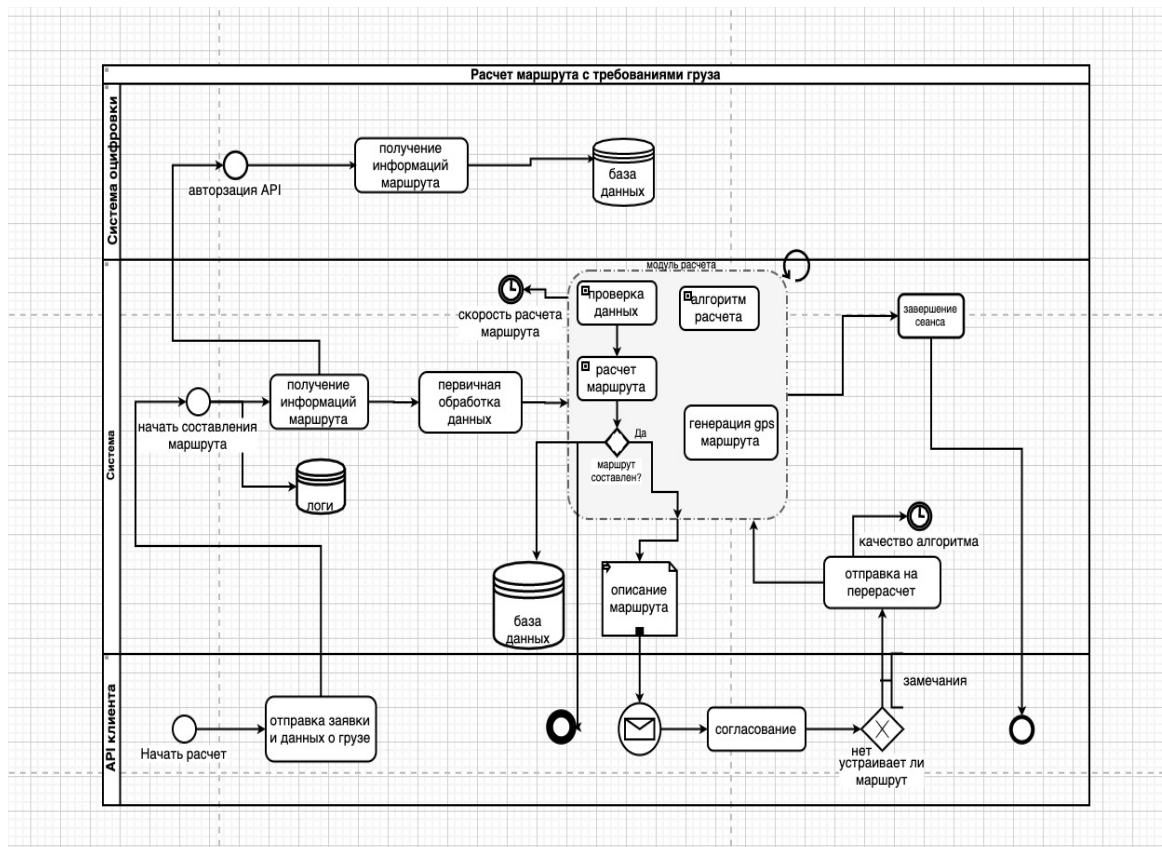 Расчет маршрута с требованиями груза
Система оцифровки
авторзация API
получение
информаций
маршрута
база
данных
Система
начать составления
маршрута
логи
получение
информаций
маршрута
первичная
обработка
данных
скорость расчета
маршрута
модуль расчета
проверка
данных
алгоритм
расчета
расчет
маршрута
генерация gps
маршрута
Да
маршрут
составлен?
база
данных
описание
маршрута
завершение
сеанса
качество алгоритма
отправка на
перерасчет
API клиента
Начать расчет
отправка заявки
и данных о грузе
согласование
замечания
нет
устраивает ли
маршрут